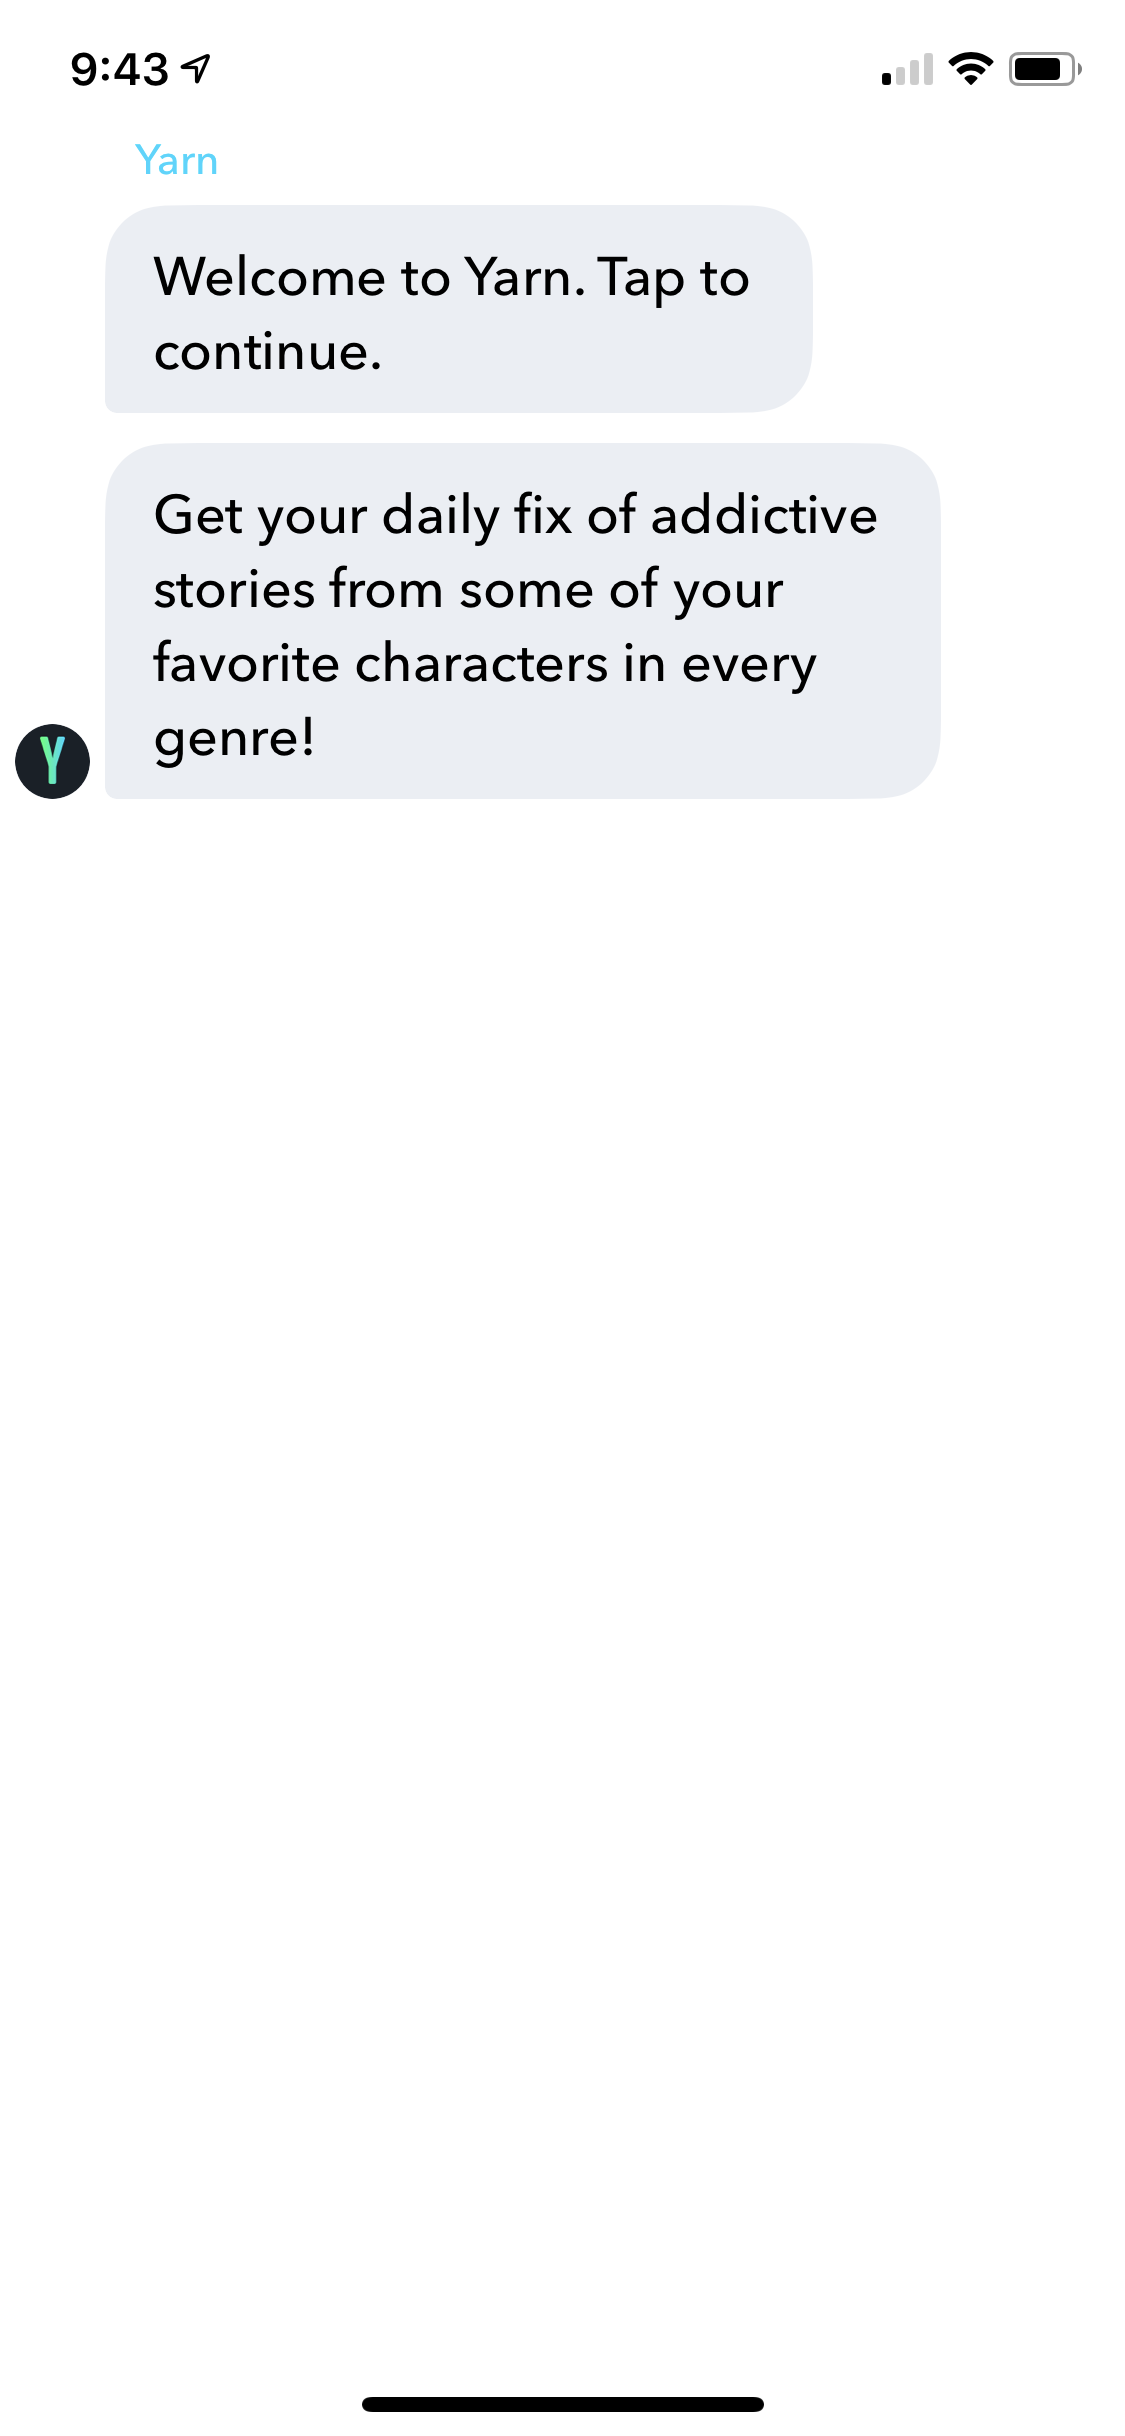 9:43
Yarn
Welcome to Yarn. Tap to
continue.
Get your daily fix of addictive
stories from some of your
favorite characters in every
genre!
Y